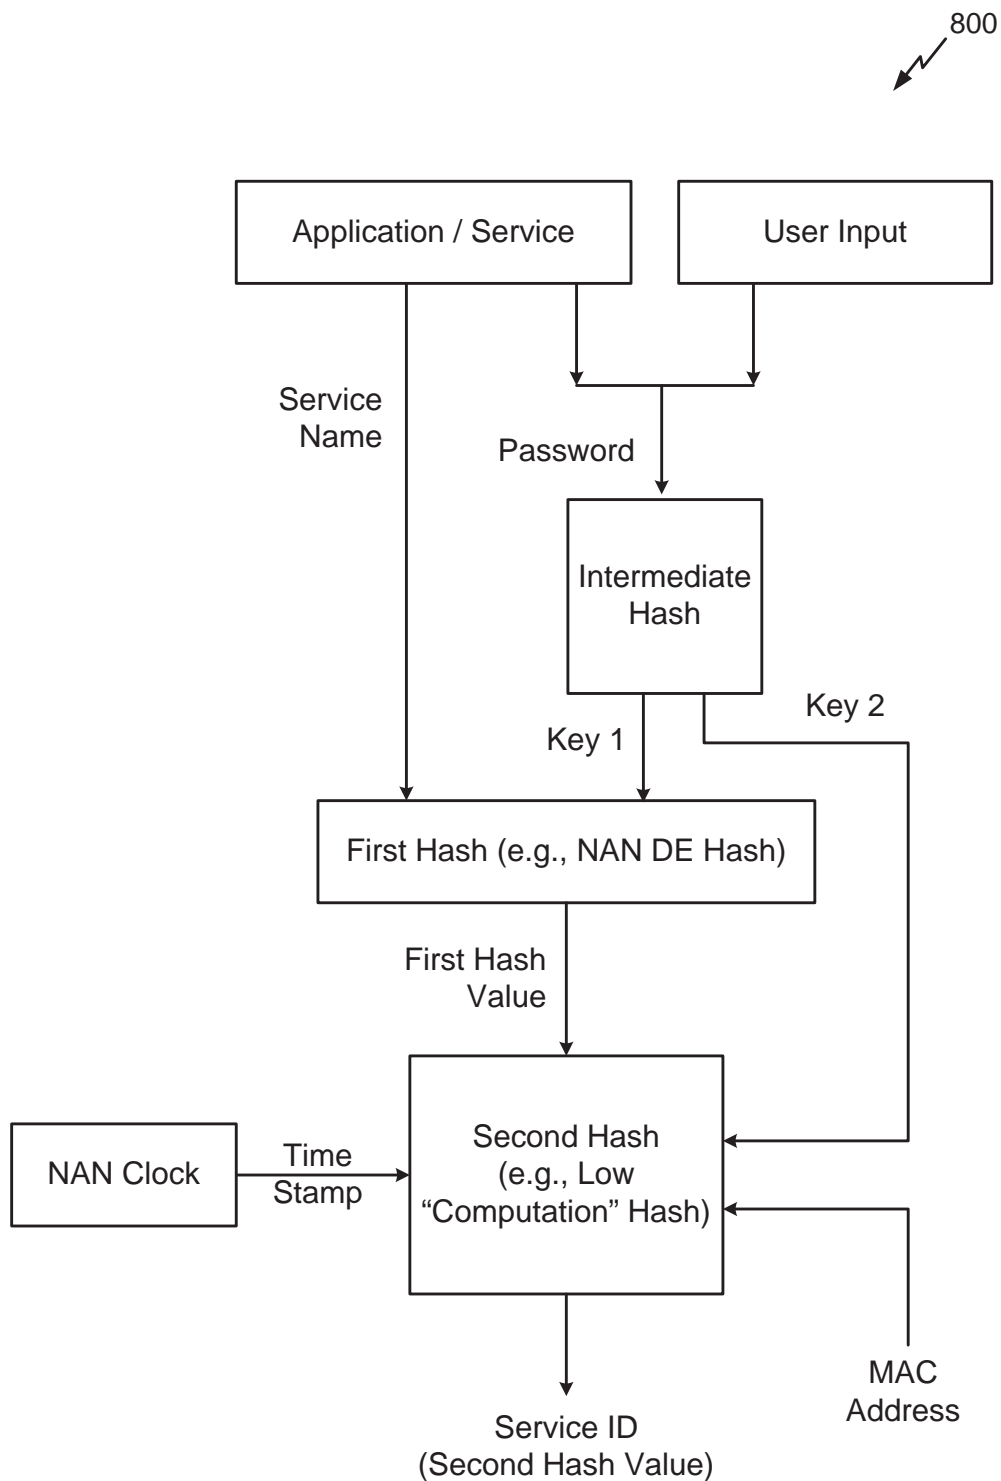 800
Application / Service
User Input
Service
Name
Password
Intermediate
Hash
Key 1
Key 2
First Hash (e.g., NAN DE Hash)
First Hash
Value
NAN Clock
Time
Stamp
Second Hash
(e.g., Low
“Computation” Hash)
MAC
Address
Service ID
(Second Hash Value)